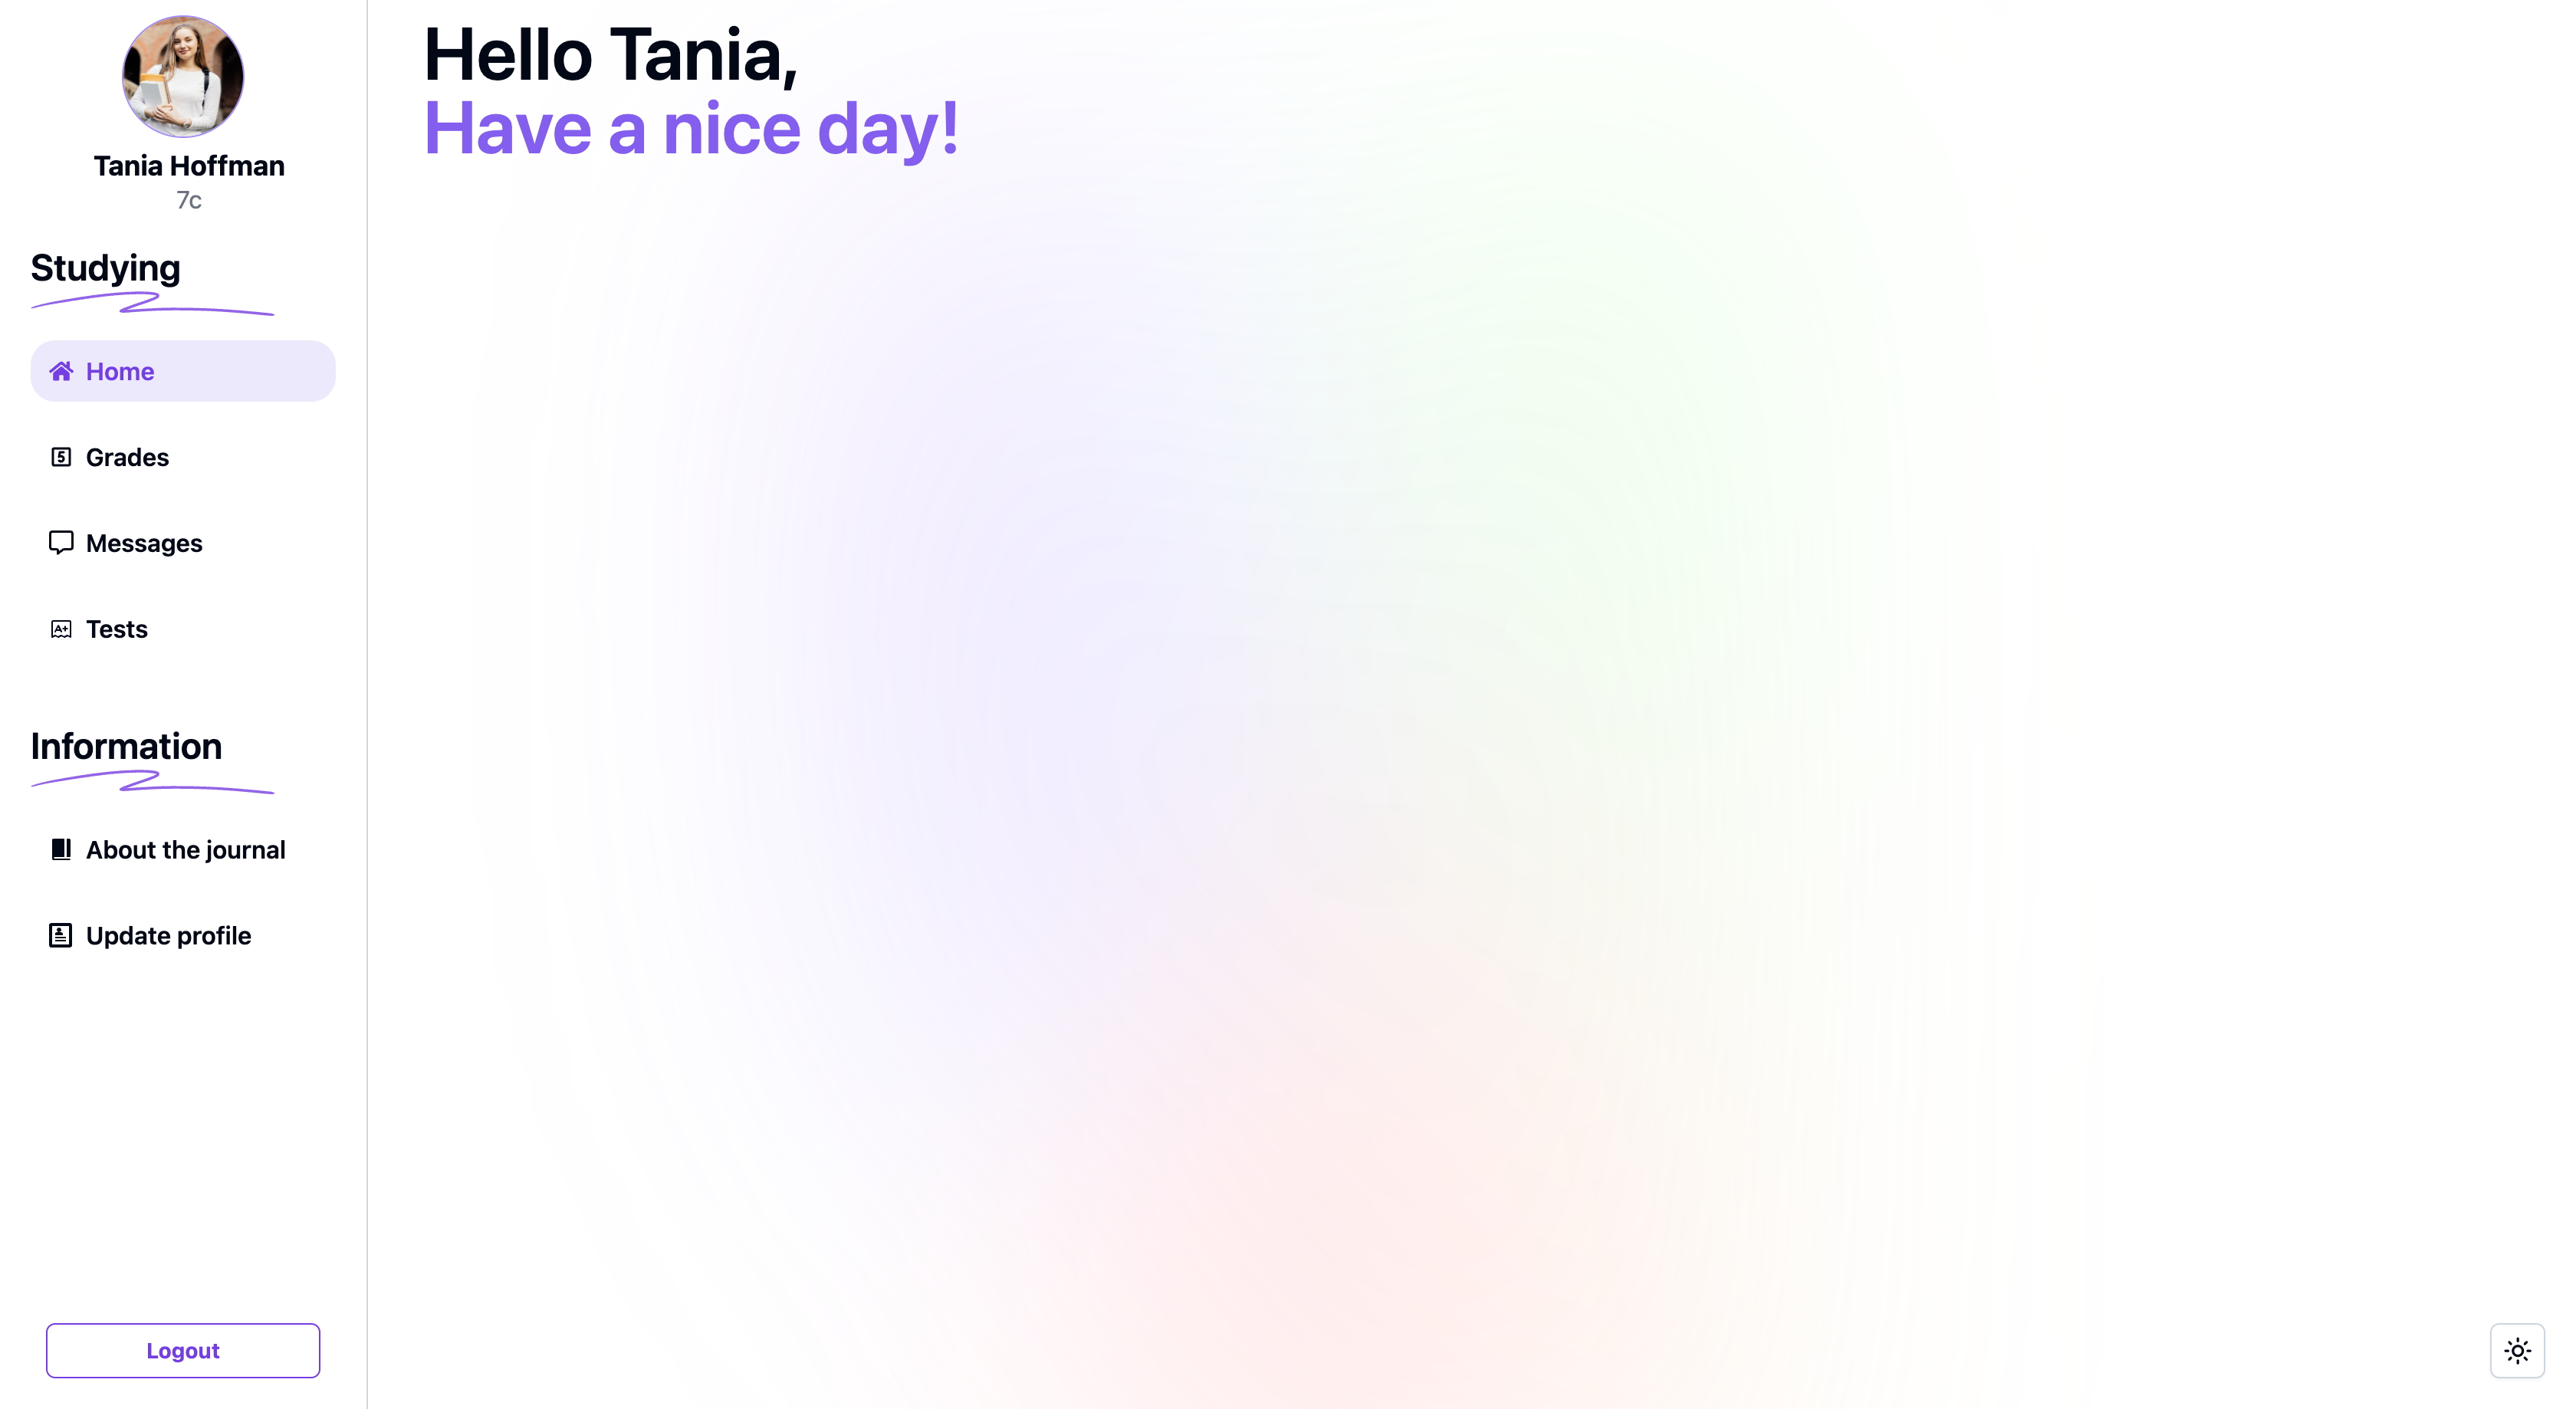 Tania Hoffman
7c
Studying
Home
5 Grades
Messages
A+ Tests
Information
About the journal
Update profile
Logout
Hello Tania,
Have a nice day!